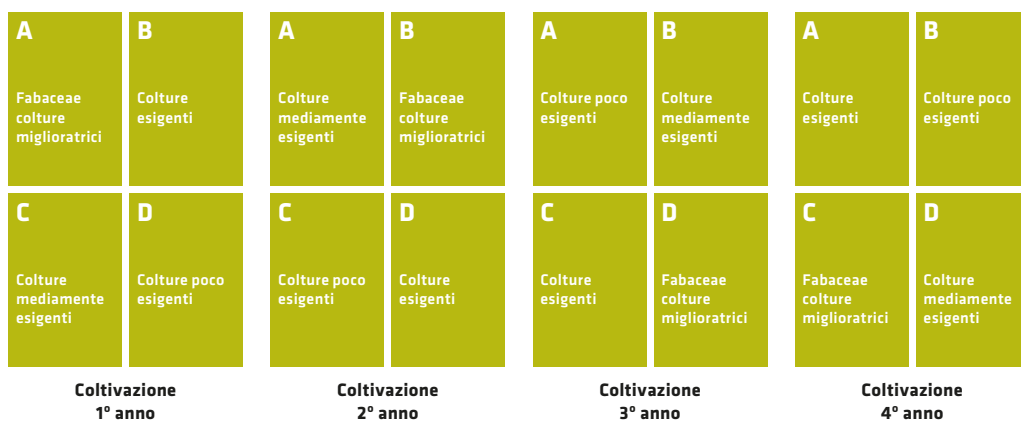 A
Fabaceae
colture
miglioratrici
B
Colture
esigenti
C
Colture
mediamente
esigenti
D
Colture poco
esigenti
Coltivazione
1° anno
A
Colture
mediamente
esigenti
B
Fabaceae
colture
miglioratrici
C
Colture poco
esigenti
D
Colture
esigenti
Coltivazione
2° anno
A
Colture poco
esigenti
B
Colture
mediamente
esigenti
C
Colture
esigenti
D
Fabaceae
colture
miglioratrici
Coltivazione
3° anno
A
Colture
esigenti
B
Colture poco
esigenti
C
Fabaceae
colture
miglioratrici
D
Colture
mediamente
esigenti
Coltivazione
4° anno